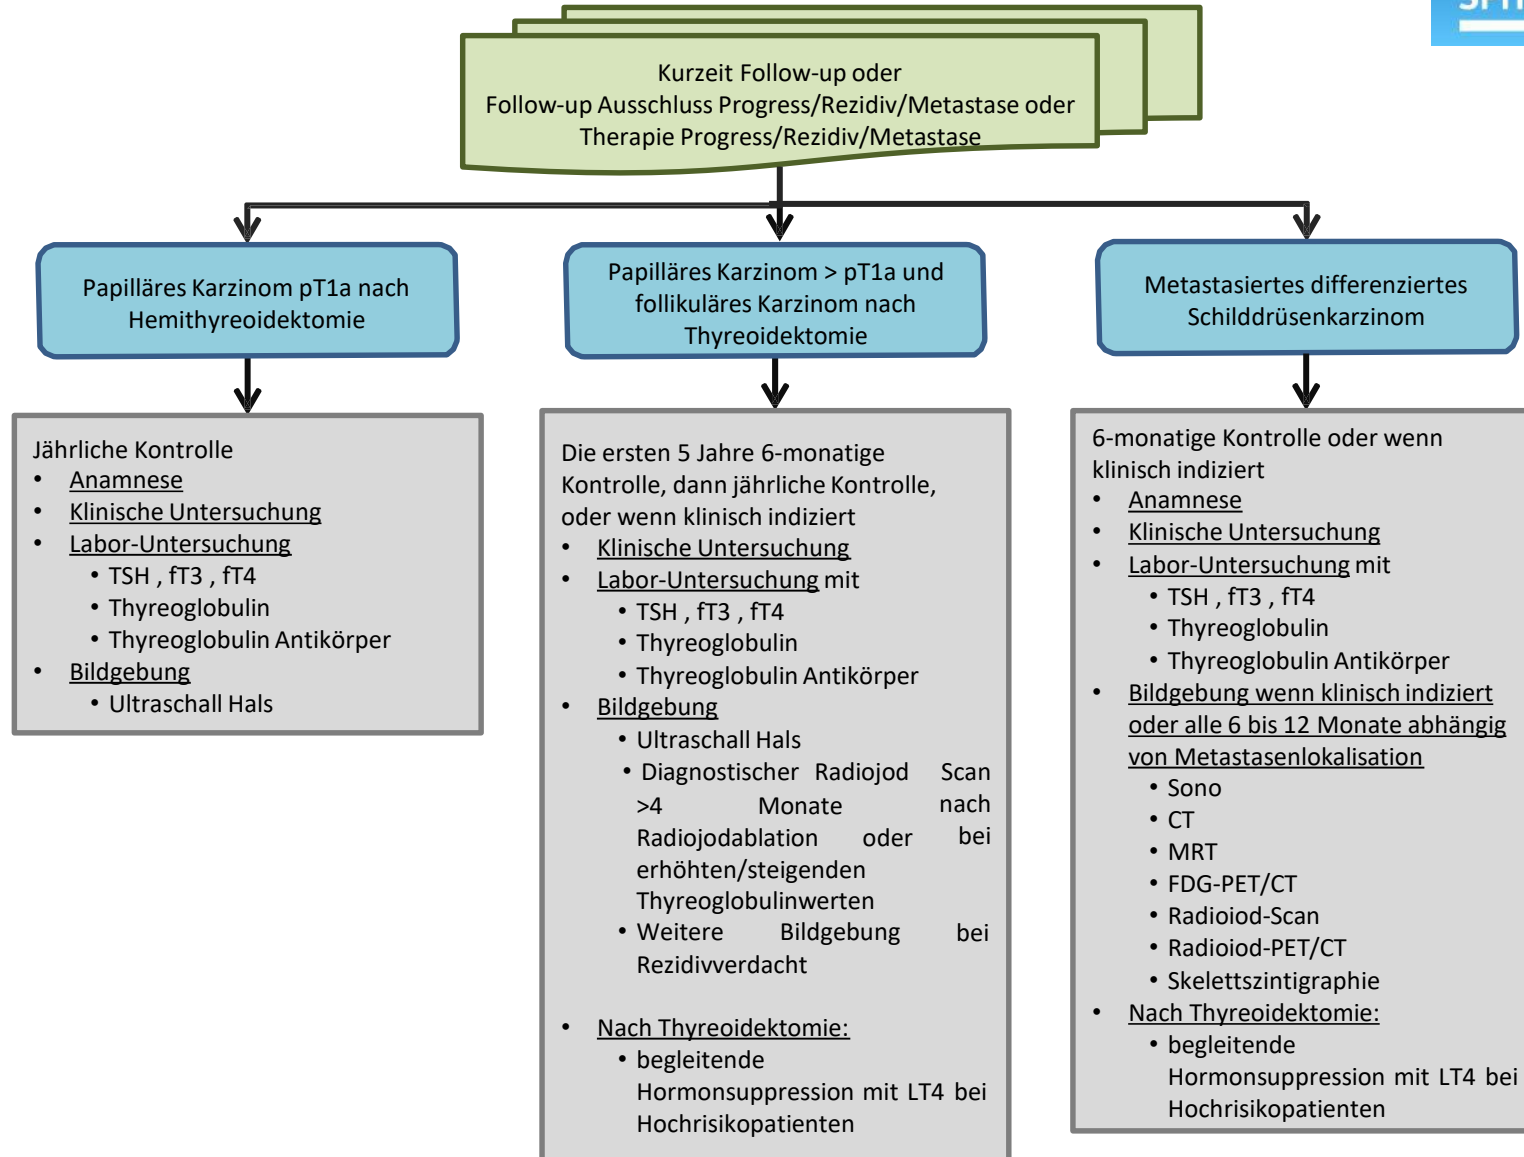 Kurzeit Follow-up oder
Follow-up Ausschluss Progress/Rezidiv/Metastase oder
Therapie Progress/Rezidiv/Metastase
Papilläres Karzinom pT1a nach
Hemithyreoidektomie
Jährliche Kontrolle
• Anamnese
• Klinische Untersuchung
• Labor-Untersuchung
• TSH , fT3 , fT4
• Thyreoglobulin
• Thyreoglobulin Antikörper
• Bildgebung
• Ultraschall Hals
Papilläres Karzinom > pT1a und
follikuläres Karzinom nach
Thyreoidektomie
Die ersten 5 Jahre 6-monatige
Kontrolle, dann jährliche Kontrolle,
oder wenn klinisch indiziert
• Klinische Untersuchung
• Labor-Untersuchung mit
• TSH , fT3 , fT4
• Thyreoglobulin
• Thyreoglobulin Antikörper
• Bildgebung
• Ultraschall Hals
• Diagnostischer Radiojod Scan
>4 Monate nach
Radiojodablation oder bei
erhöhten/steigenden
Thyreoglobulinwerten
• Weitere Bildgebung bei
Rezidivverdacht
• Nach Thyreoidektomie:
• begleitende
Hormonsuppression mit LT4 bei
Hochrisikopatienten
Metastasiertes differenziertes
Schilddrüsenkarzinom
6-monatige Kontrolle oder wenn
klinisch indiziert
• Anamnese
• Klinische Untersuchung
• Labor-Untersuchung mit
• TSH , fT3 , fT4
• Thyreoglobulin
• Thyreoglobulin Antikörper
• Bildgebung wenn klinisch indiziert
oder alle 6 bis 12 Monate abhängig
von Metastasenlokalisation
• Sono
• CT
• MRT
• FDG-PET/CT
• Radioiod-Scan
• Radioiod-PET/CT
• Skelettszintigraphie
• Nach Thyreoidektomie:
• begleitende
Hormonsuppression mit LT4 bei
Hochrisikopatienten